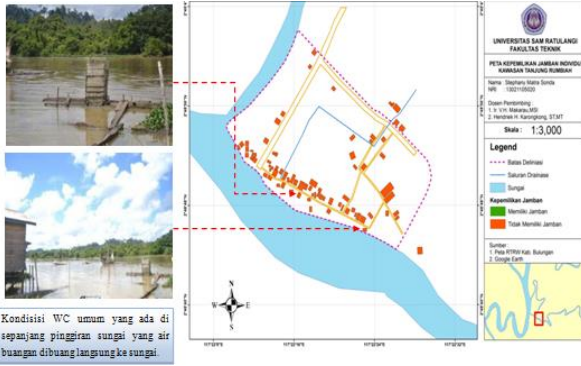 UNIVERSITAS SAM RATULANGI
FAKULTAS TEKNIK
PETA KEPEMILIKAN JAMBAN INDIVIDU
KAWASAN TANJUNG RUMBIAH
Nama : Stephany Matra Sonda
NRI : 13021105020
Dosen Pembimbing :
1. Ir. V.H. Makarau,MSi
2. Hendriek H. Karongkong, ST,MT
Skala : 1:3,000
Legend
Batas Deliniasi
Saluran Drainase
Sungai
Kepemilikan Jamban
Memiliki Jamban
Tidak Memiliki Jamban
Sumber :
1. Peta RTRW Kab. Bulungan
2. Google Earth
N
W E
S
Kondisisi WC umum yang ada di
sepanjang pinggiran sungai yang air
buangan dibuang langsung ke sungai.